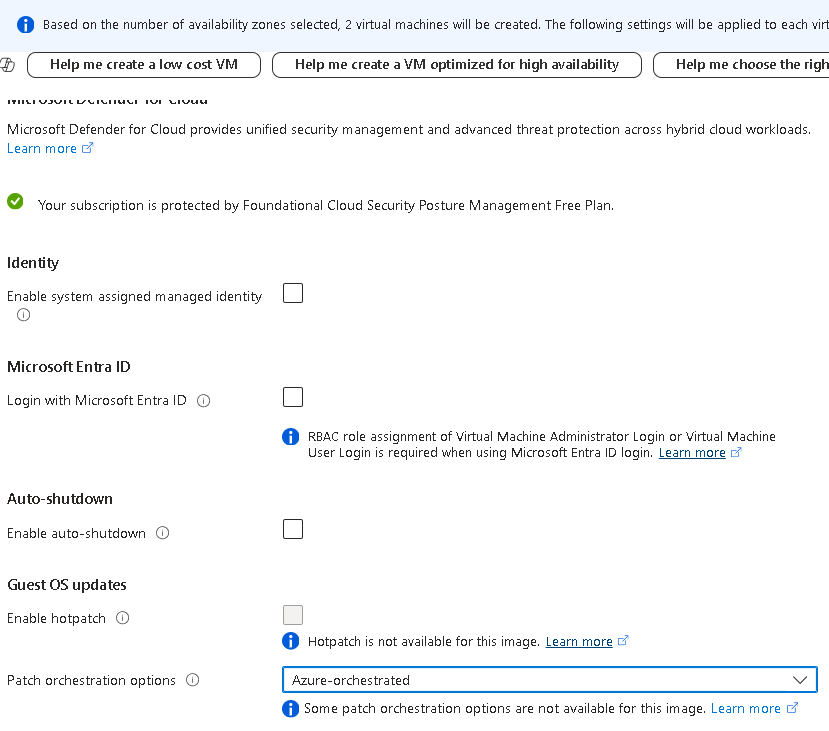 Based on the number of availability zones selected, 2 virtual machines will be created. The following settings will be applied to each virt
Help me create a low cost VM
Help me create a VM optimized for high availability
Help me choose the righ
Microsoft Defender for Cloud
Microsoft Defender for Cloud provides unified security management and advanced threat protection across hybrid cloud workloads.
Learn more
Your subscription is protected by Foundational Cloud Security Posture Management Free Plan.
Identity
Enable system assigned managed identity
Microsoft Entra ID
Login with Microsoft Entra ID
RBAC role assignment of Virtual Machine Administrator Login or Virtual Machine
User Login is required when using Microsoft Entra ID login. Learn more
Auto-shutdown
Enable auto-shutdown
Guest OS updates
Enable hotpatch
Hotpatch is not available for this image. Learn more
Patch orchestration options
Azure-orchestrated
Some patch orchestration options are not available for this image. Learn more